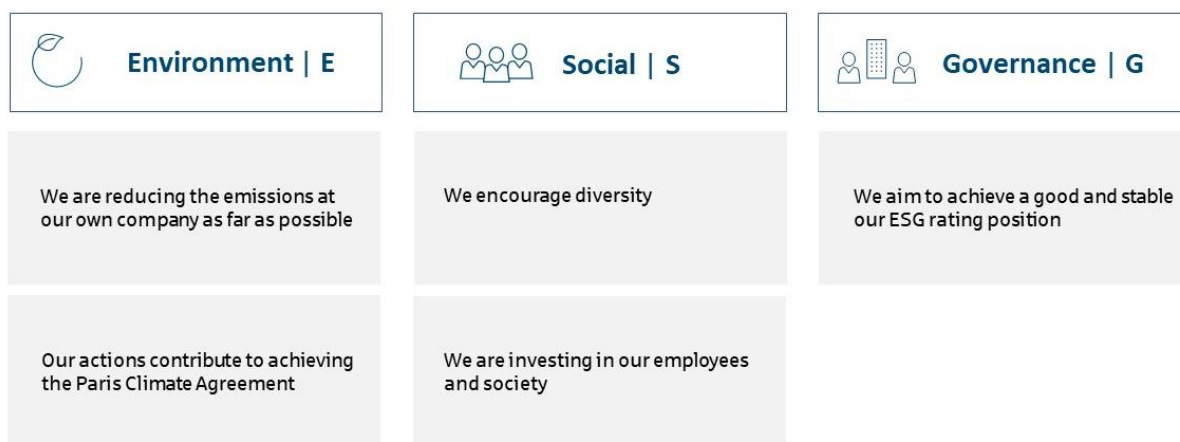 Environment | E
We are reducing the emissions at
our own company as far as possible
Our actions contribute to achieving
the Paris Climate Agreement
Social | S
We encourage diversity
We are investing in our employees
and society
Governance | G
We aim to achieve a good and stable
our ESG rating position